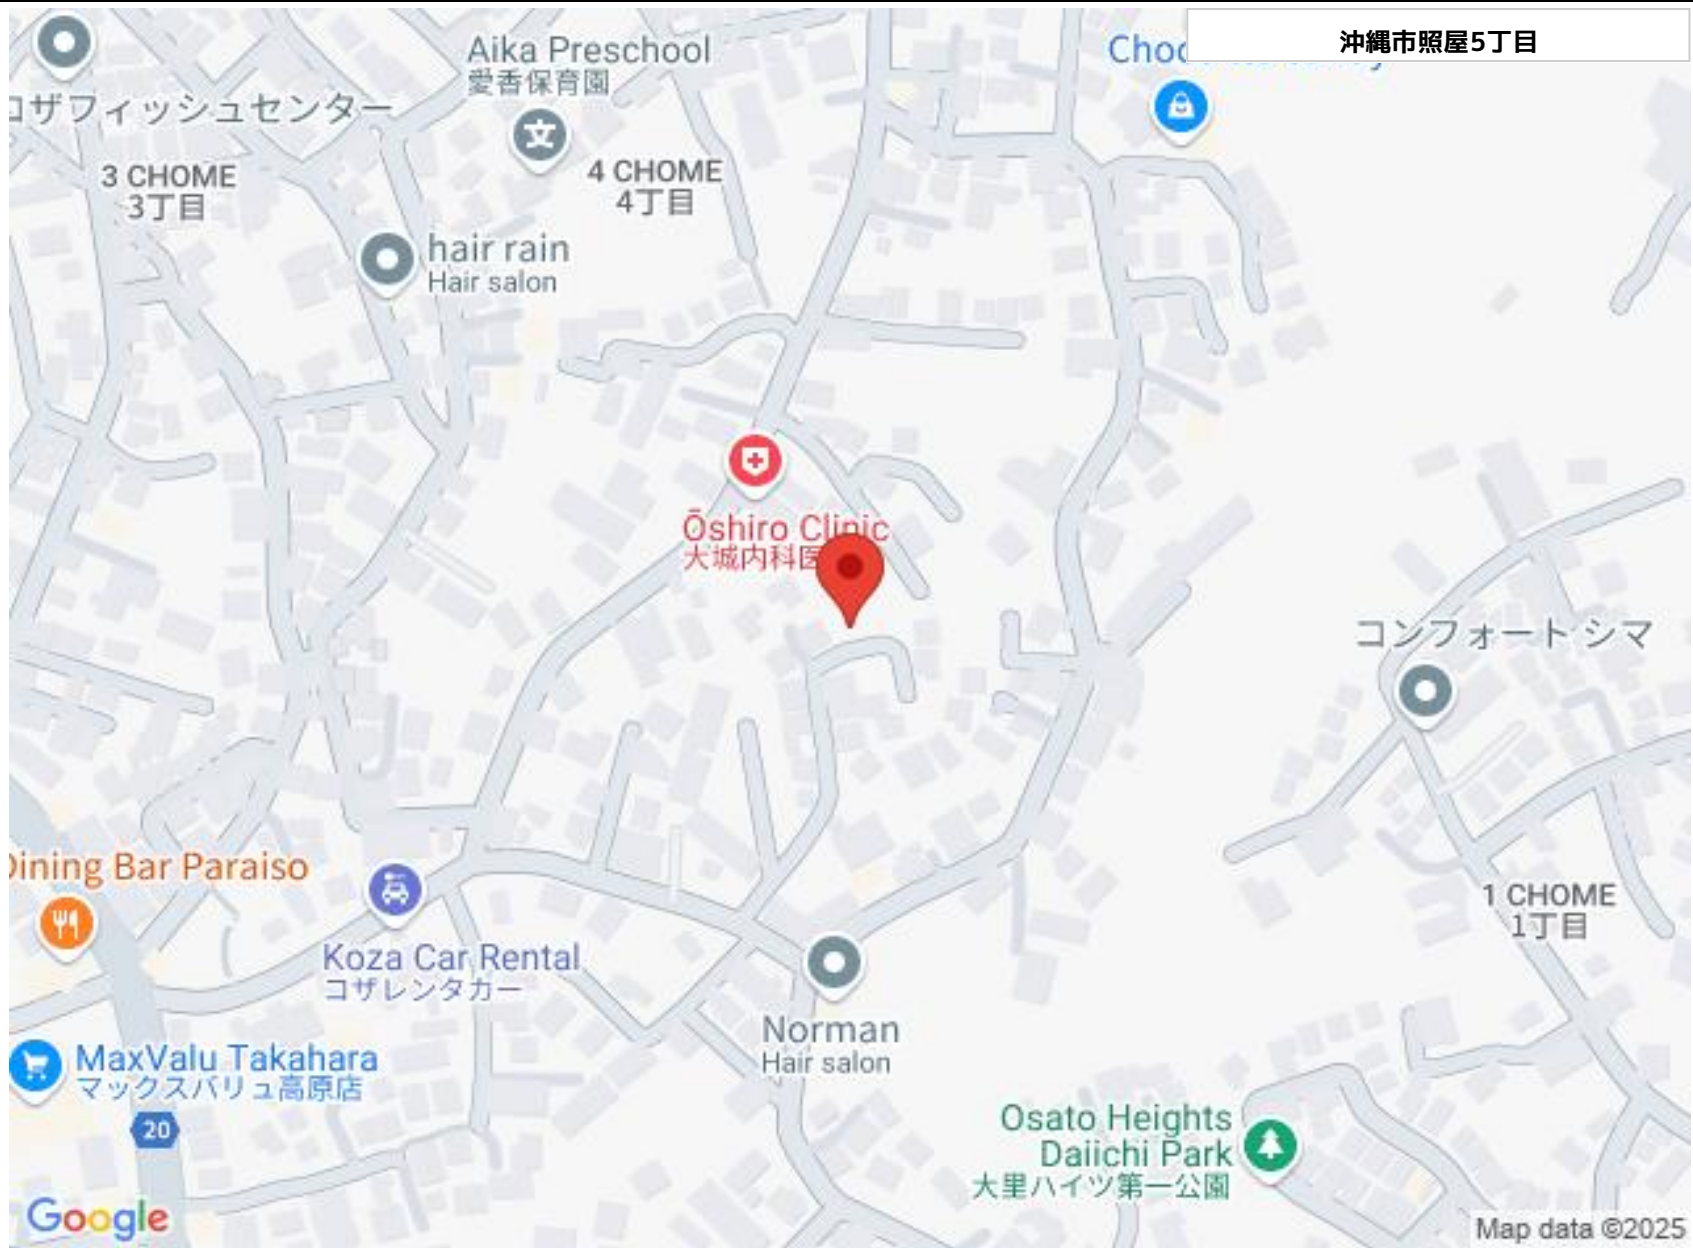 沖縄市照屋5丁目
Aika Preschool
愛香保育園
コザフィッシュセンター
3 CHOME
3丁目
4 CHOME
4丁目
hair rain
Hair salon
Ōshiro Clinic
大城内科医
コンフォート シマ
Dining Bar Paraiso
1 CHOME
1丁目
Koza Car Rental
コザレンタカー
Norman
Hair salon
MaxValu Takahara
マックスバリュ高原店
20
Osato Heights
Daiichi Park
大里ハイツ第一公園
Google
Map data ©2025